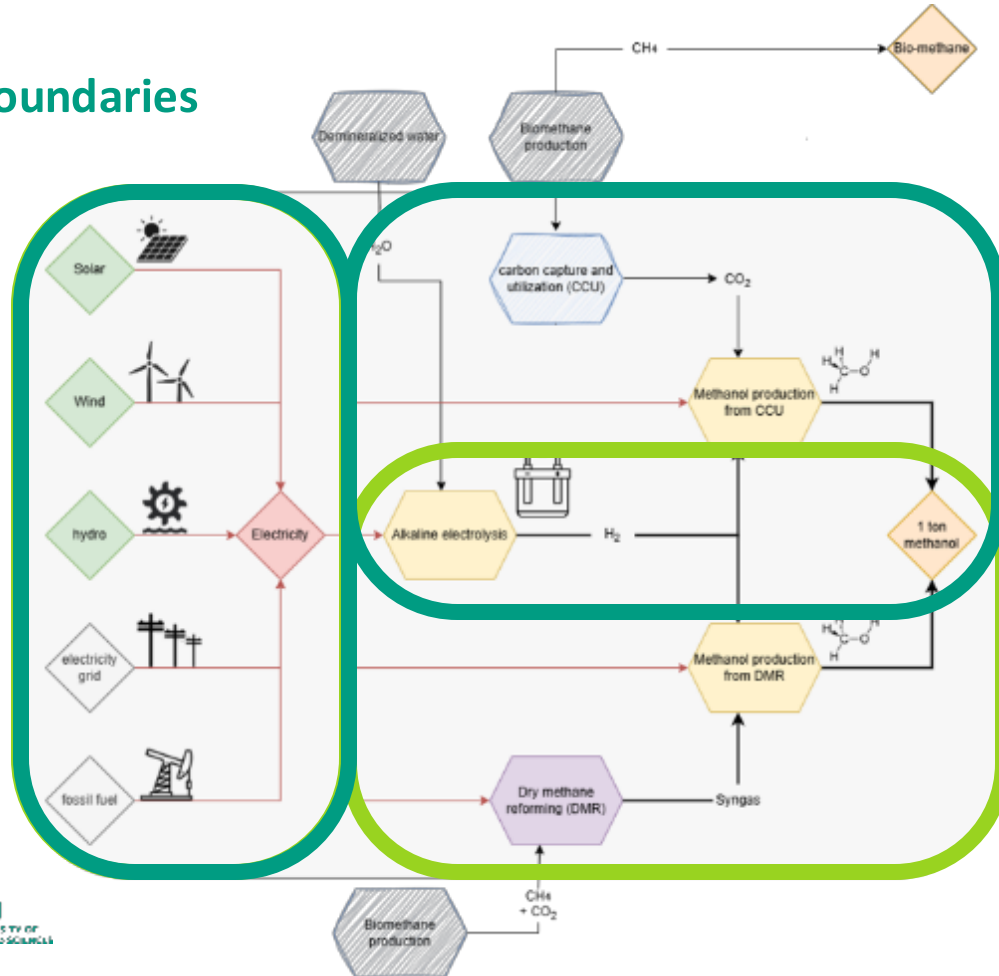 oundaries
CH₄
Bio-methane
Demineralized water
Biomethane
production
Solar
₂O
carbon capture and
utilization (CCU)
CO₂
Wind
Methanol production
from CCU
H
H
H
C
O
H
hydro
Electricity
Alkaline electrolysis
H₂
1 ton
methanol
electricity
grid
Methanol production
from DMR
H
C
O
H
H
fossil fuel
Dry methane
reforming (DMR)
Syngas
CH₄
+ CO₂
Biomethane
production